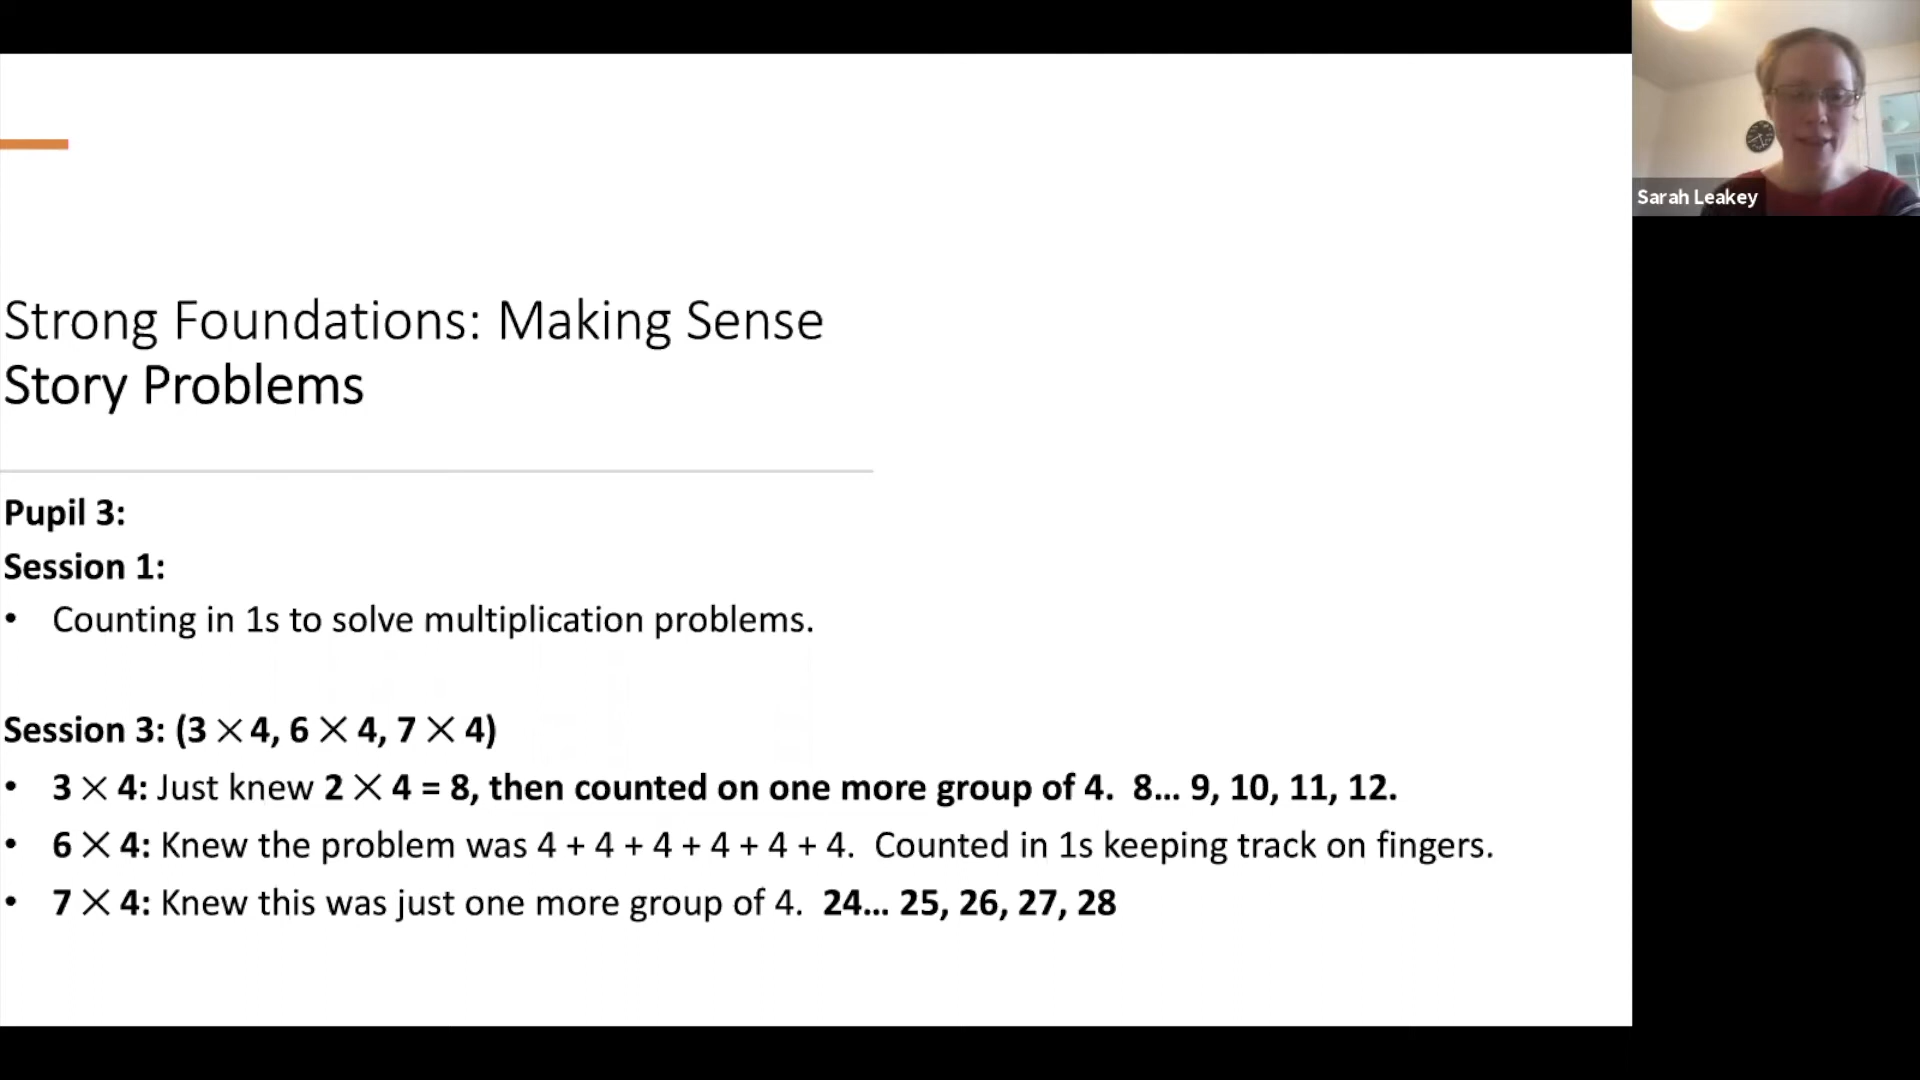 Sarah Leakey
Strong Foundations: Making Sense
Story Problems
Pupil 3:
Session 1:
• Counting in 1s to solve multiplication problems.
Session 3: (3 × 4, 6 × 4, 7 × 4)
• 3 × 4: Just knew 2 × 4 = 8, then counted on one more group of 4.  8... 9, 10, 11, 12.
• 6 × 4: Knew the problem was 4 + 4 + 4 + 4 + 4 + 4.  Counted in 1s keeping track on fingers.
• 7 × 4: Knew this was just one more group of 4.  24... 25, 26, 27, 28